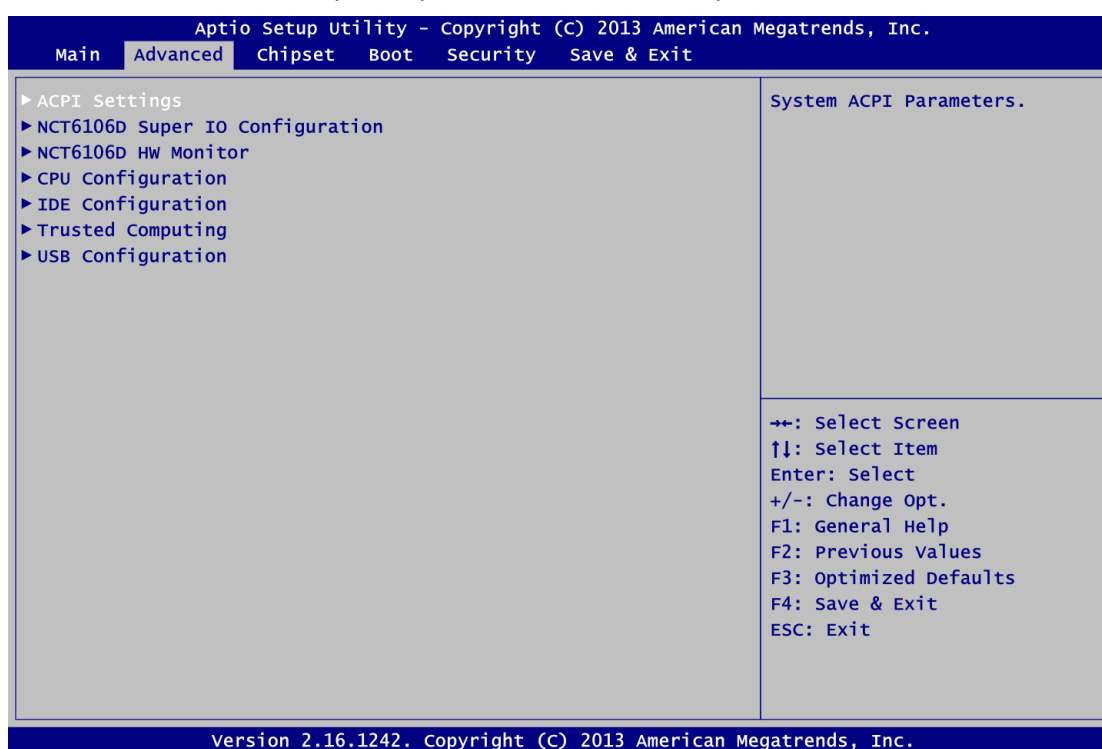 Aptio Setup Utility – Copyright (C) 2013 American Megatrends, Inc.
Main Advanced Chipset Boot Security Save & Exit
►ACPI Settings
►NCT6106D Super IO Configuration
►NCT6106D HW Monitor
►CPU Configuration
►IDE Configuration
►Trusted Computing
►USB Configuration
System ACPI Parameters.
→←: Select Screen
↑↓: Select Item
Enter: Select
+/-: Change Opt.
F1: General Help
F2: Previous Values
F3: Optimized Defaults
F4: Save & Exit
ESC: Exit
Version 2.16.1242. Copyright (C) 2013 American Megatrends, Inc.